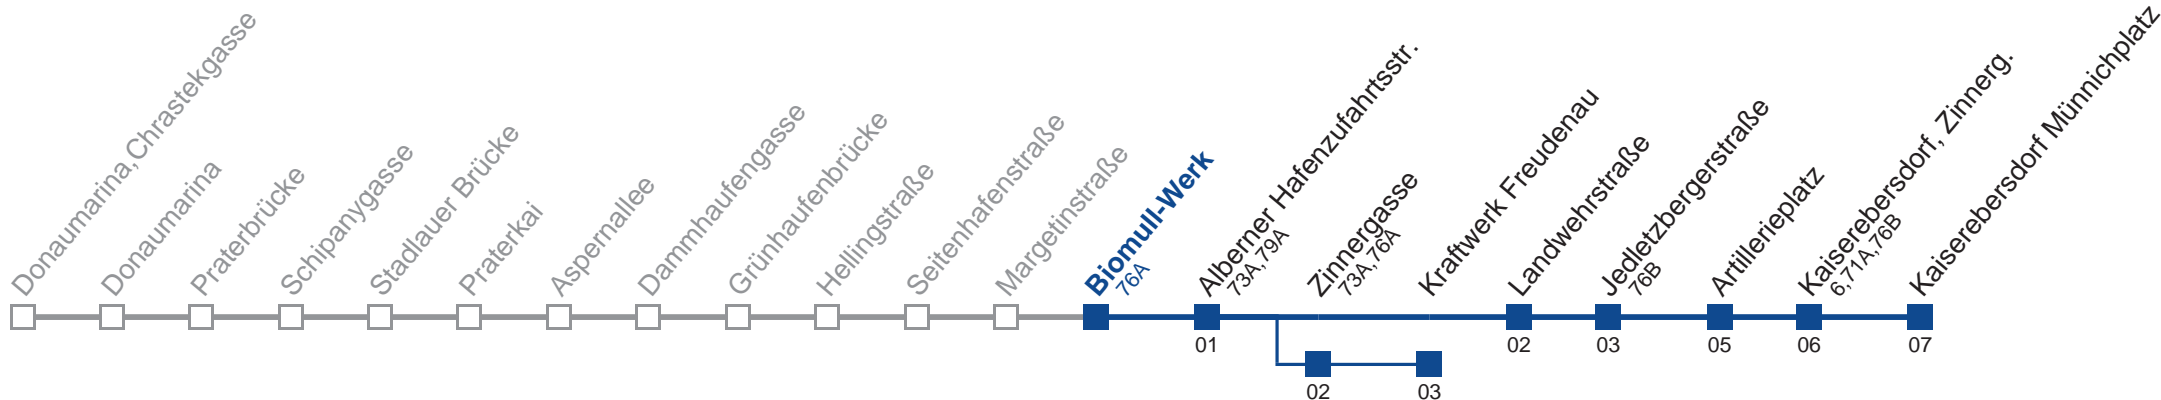 Donaumarina,Chrastekgasse
Donaumarina
Praterbrücke
Schipanygasse
Stadlauer Brücke
Praterkai
Aspernallee
Dammhaufengasse
Grünhaufenbrücke
Hellingstraße
Seitenhafenstraße
Margetinstraße
Biomull-Werk
76A
Alberner Hafenzufahrtsstr.
73A,79A
Zinnergasse
73A,76A
Kraftwerk Freudenau
Landwehrstraße
Jedletzbergerstraße
76B
Artillerieplatz
Kaiserebersdorf, Zinnerg.
6,71A,76B
Kaiserebersdorf Münnichplatz
01
02
03
05
06
07
02
03